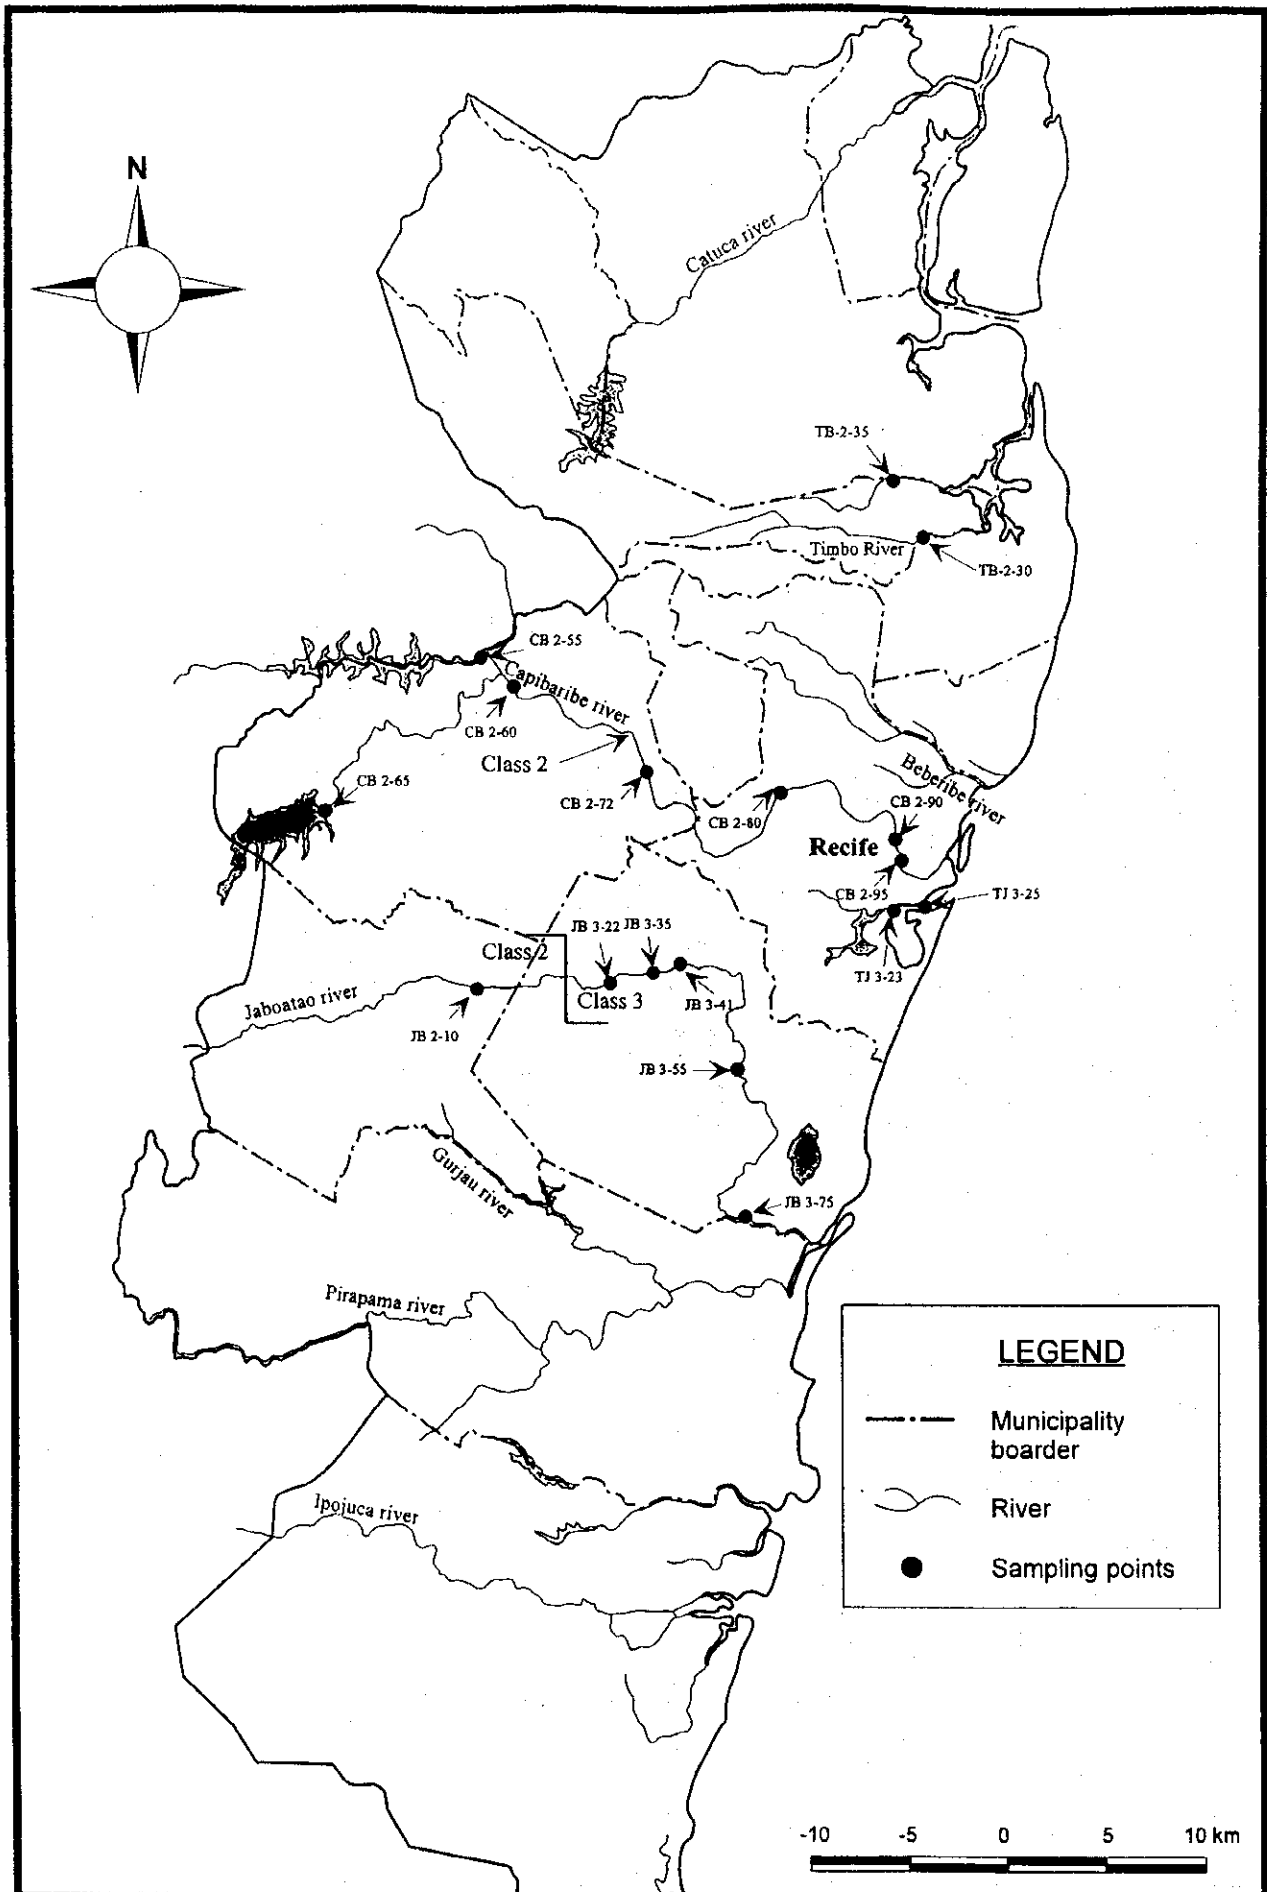 N
Catuca river
TB-2-35
Timbo River
TB-2-30
CB 2-55
Capibaribe river
CB 2-60
Class 2
CB 2-65
CB 2-72
CB 2-80
Beberibe river
CB 2-90
Recife
CB 2-95
TJ 3-25
TJ 3-23
JB 3-22
JB 3-35
Class 2
Class 3
JB 3-41
Jaboatao river
JB 2-10
JB 3-55
Gurjau river
JB 3-75
Pirapama river
Ipojuca river
LEGEND
Municipality
boarder
River
Sampling points
-10 -5 0 5 10 km